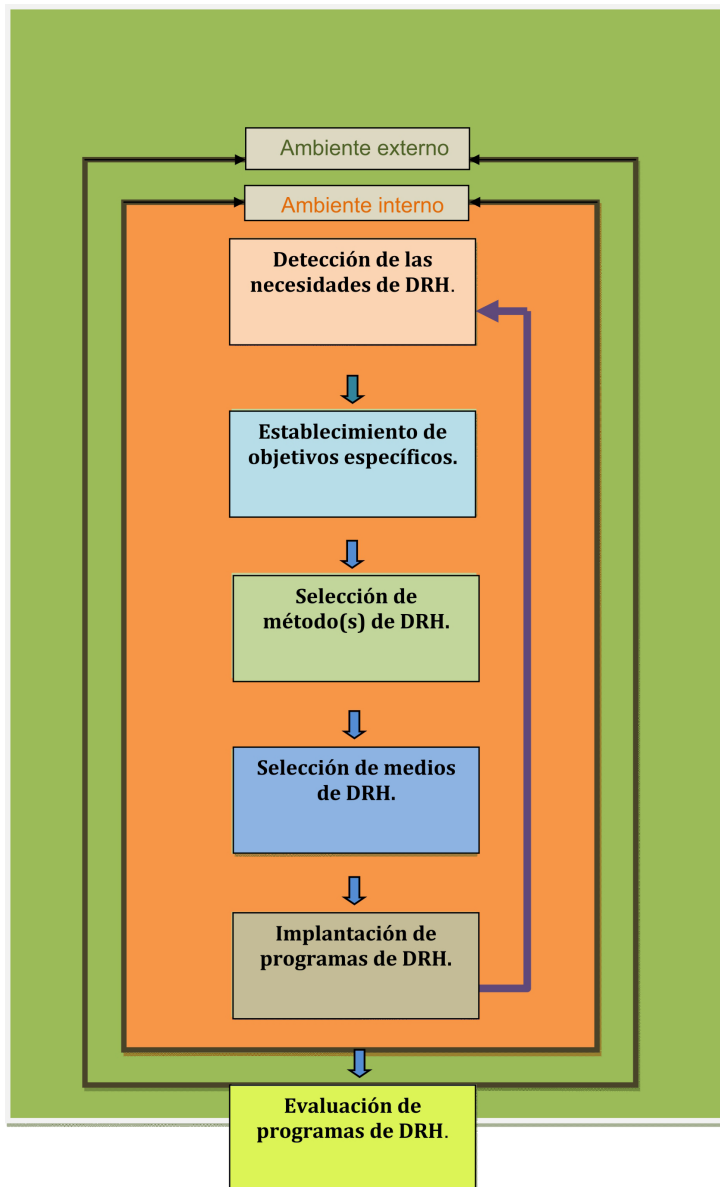 Ambiente externo
Ambiente interno
Detección de las
necesidades de DRH.
Establecimiento de
objetivos específicos.
Selección de
método(s) de DRH.
Selección de medios
de DRH.
Implantación de
programas de DRH.
Evaluación de
programas de DRH.